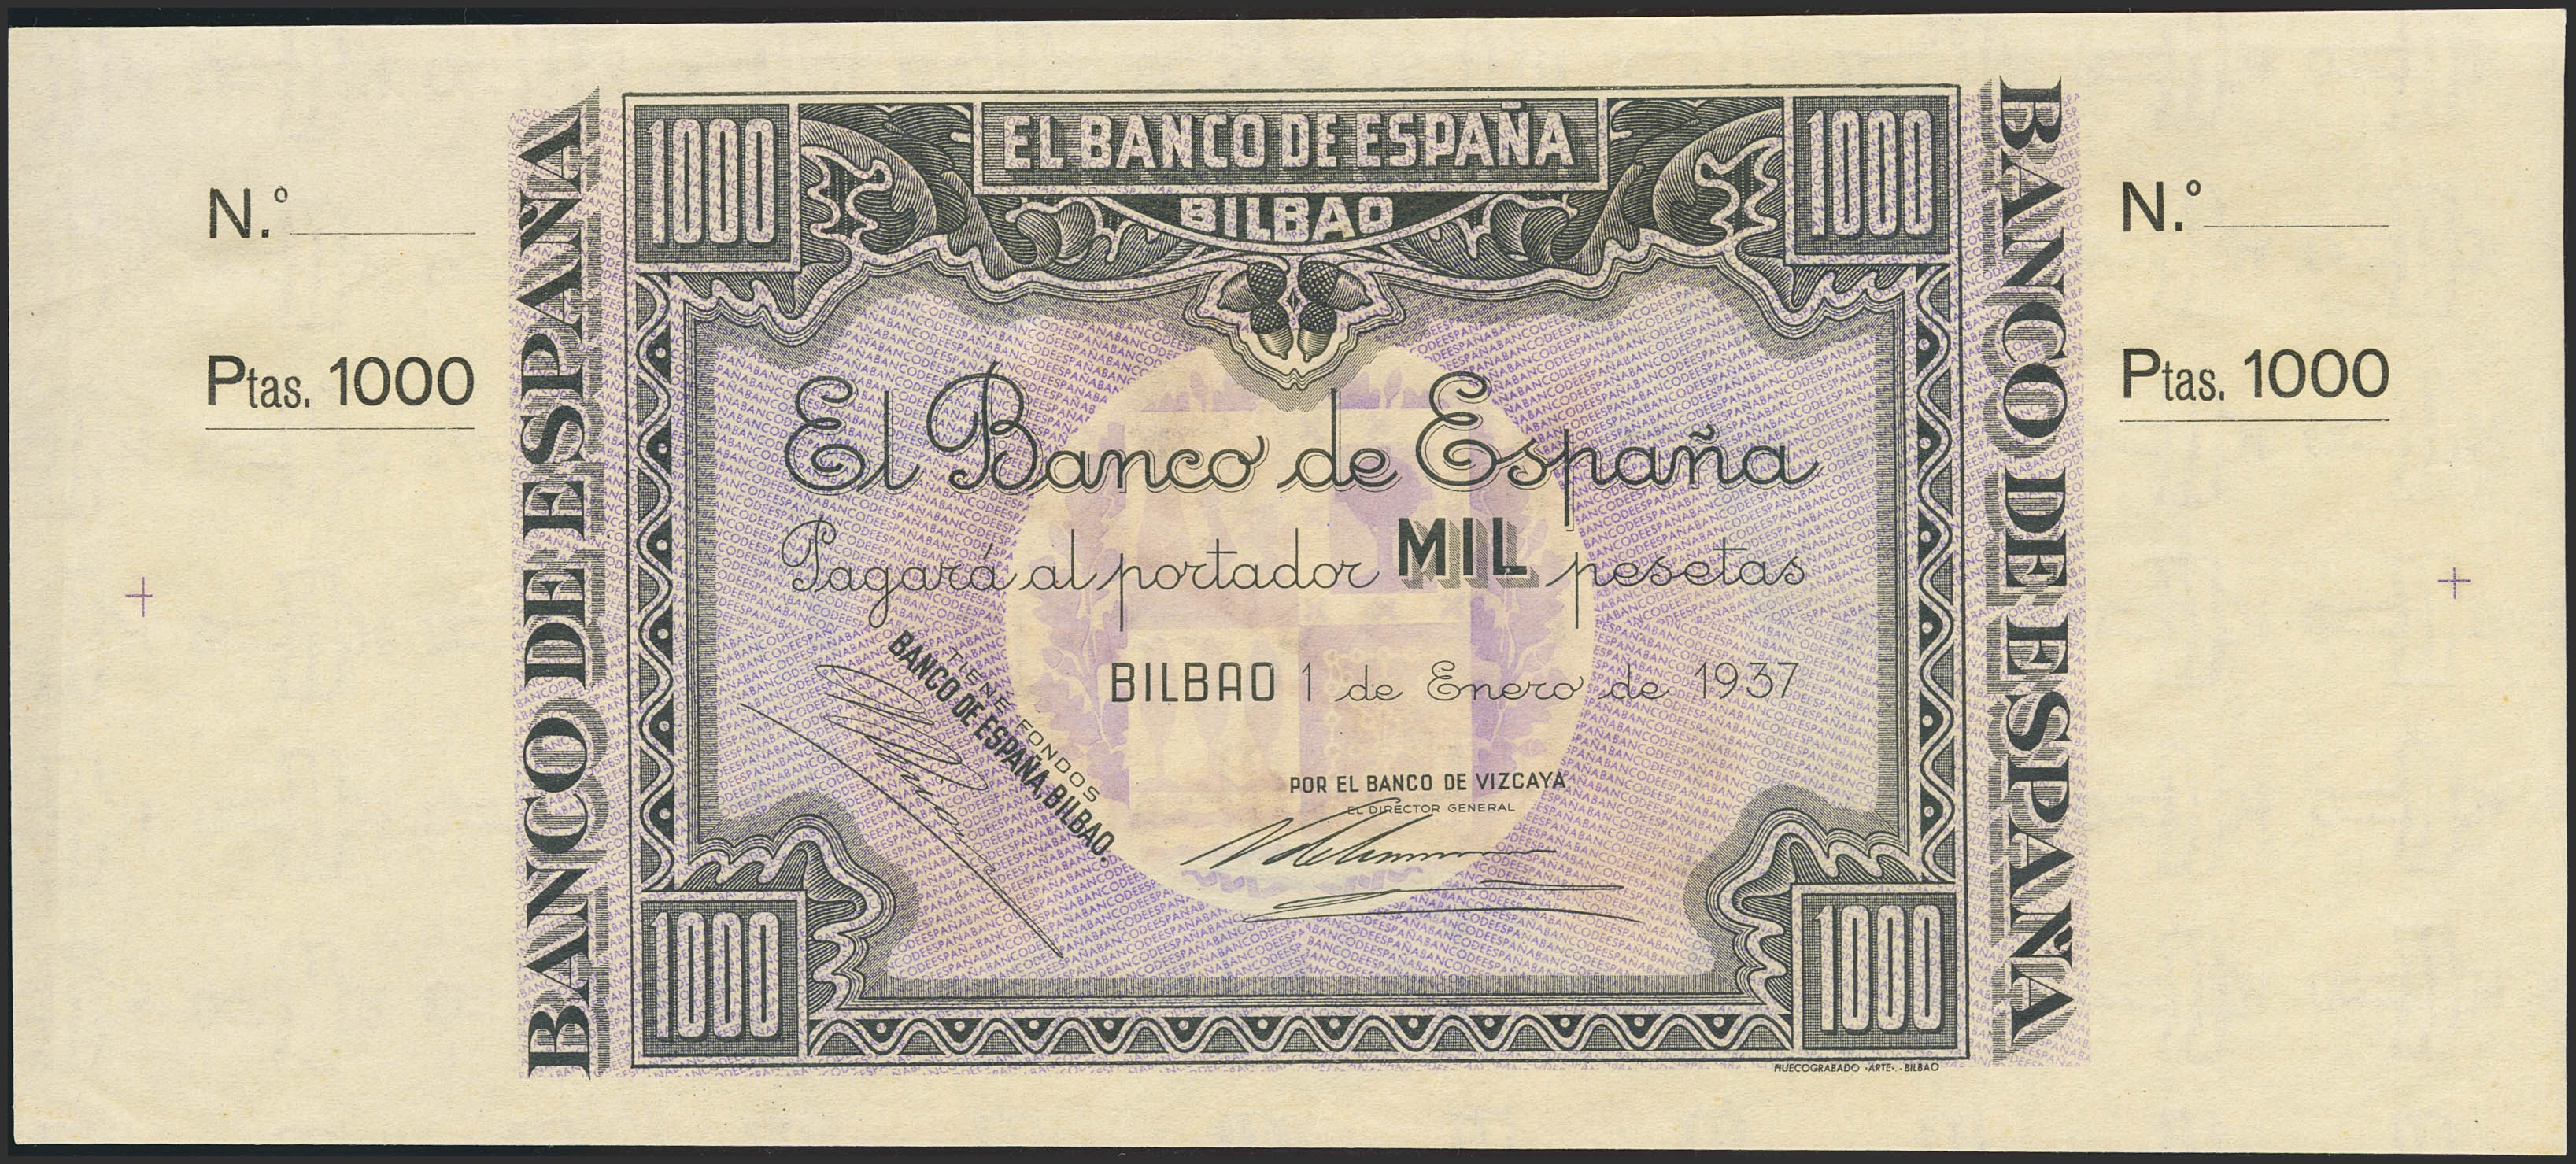 N.º
Ptas. 1000
BANCO DE ESPAÑA
1000
EL BANCO DE ESPAÑA
1000
BILBAO
El Banco de España
Pagará al portador MIL pesetas
BILBAO 1 de Enero de 1937
TIENE FONDOS
BANCO DE ESPAÑA, BILBAO.
POR EL BANCO DE VIZCAYA
EL DIRECTOR GENERAL
1000
1000
HUECOGRABADO «ARTE».-BILBAO
BANCO DE ESPAÑA
N.º
Ptas. 1000